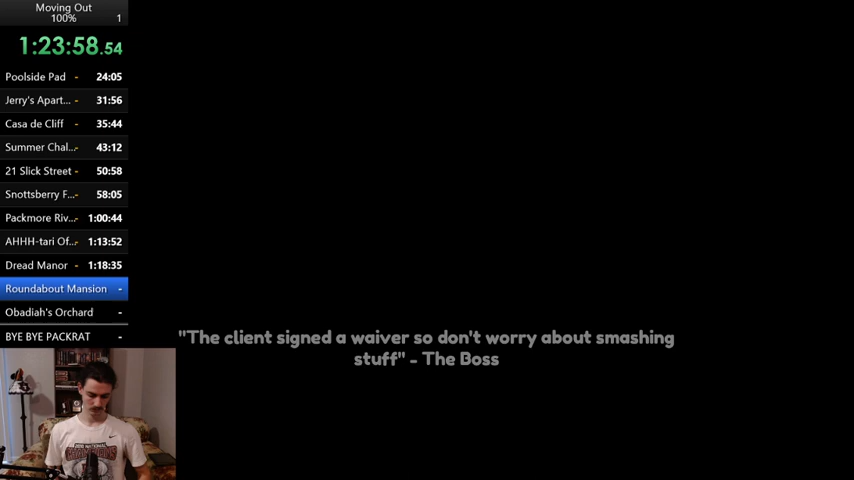 Moving Out
100% 1
1:23:58.54
Poolside Pad - 24:05
Jerry's Apart... - 31:56
Casa de Cliff - 35:44
Summer Chal... - 43:12
21 Slick Street - 50:58
Snottsberry F... - 58:05
Packmore Riv... - 1:00:44
AHHH-tari Of... - 1:13:52
Dread Manor - 1:18:35
Roundabout Mansion -
Obadiah's Orchard -
BYE BYE PACKRAT -
"The client signed a waiver so don't worry about smashing
stuff" - The Boss